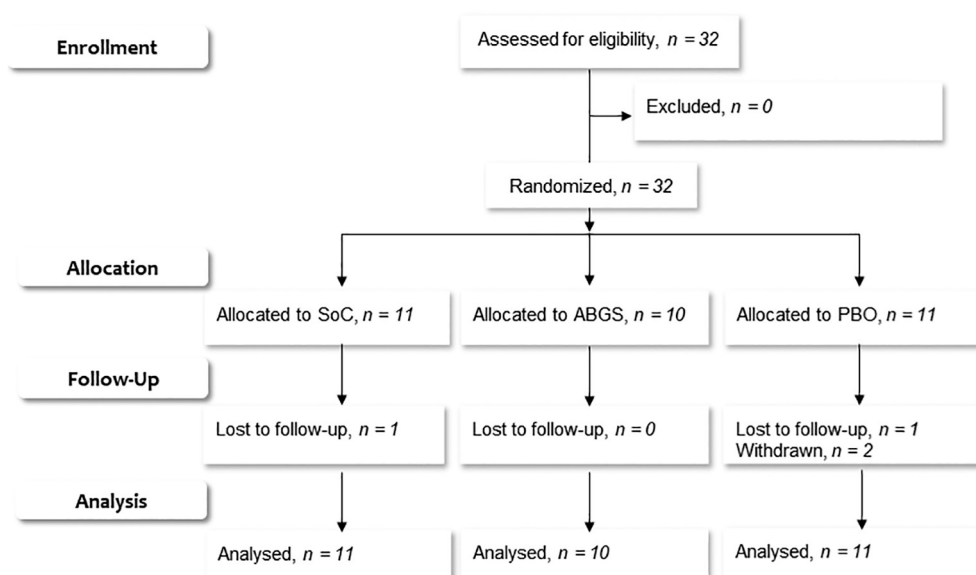 Enrollment
Assessed for eligibility, n = 32
Excluded, n = 0
Randomized, n = 32
Allocation
Allocated to SoC, n = 11
Allocated to ABGS, n = 10
Allocated to PBO, n = 11
Follow-Up
Lost to follow-up, n = 1
Lost to follow-up, n = 0
Lost to follow-up, n = 1
Withdrawn, n = 2
Analysis
Analysed, n = 11
Analysed, n = 10
Analysed, n = 11